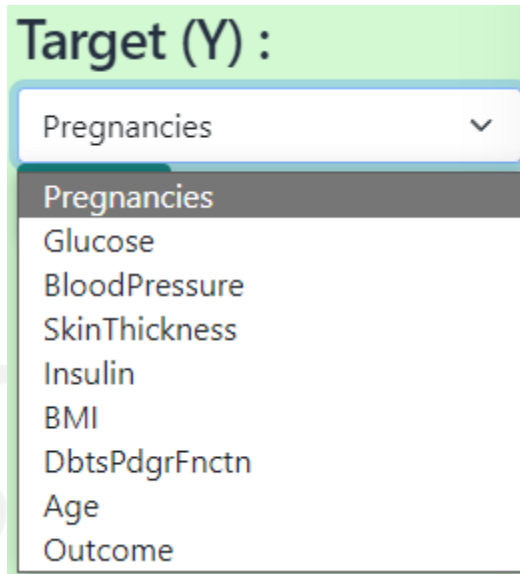 Target (Y) :
Pregnancies
Pregnancies
Glucose
BloodPressure
SkinThickness
Insulin
BMI
DbtsPdgrFnctn
Age
Outcome